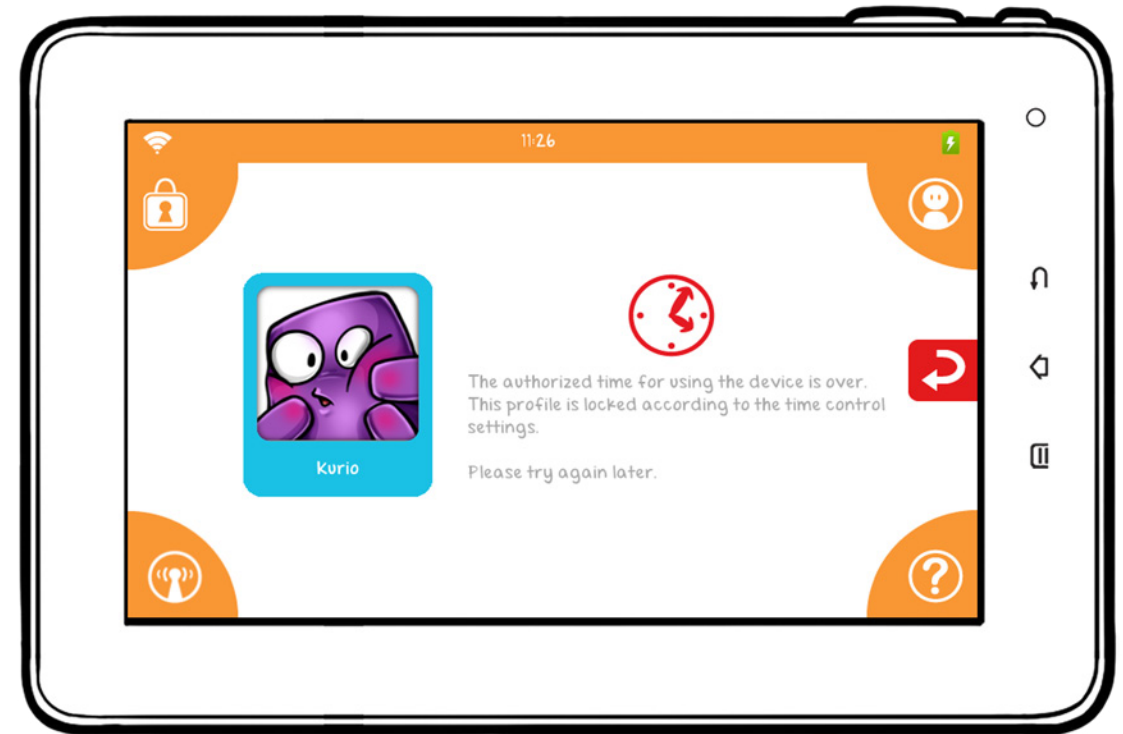 11:26
The authorized time for using the device is over.
This profile is locked according to the time control
settings.
Please try again later.
Kurio